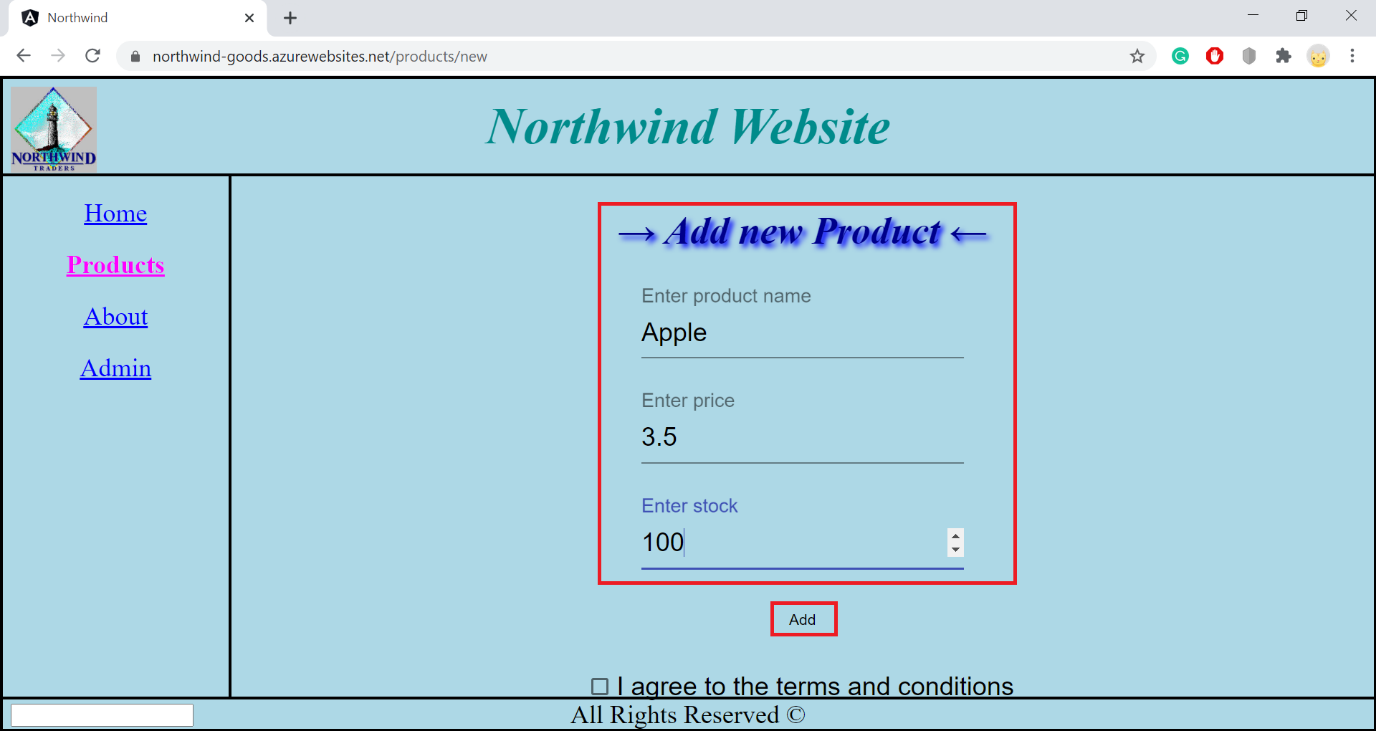 Northwind
northwind-goods.azurewebsites.net/products/new
NORTHWIND
TRADERS
Northwind Website
Home
Products
About
Admin
→ Add new Product ←
Enter product name
Apple
Enter price
3.5
Enter stock
100
Add
I agree to the terms and conditions
All Rights Reserved ©